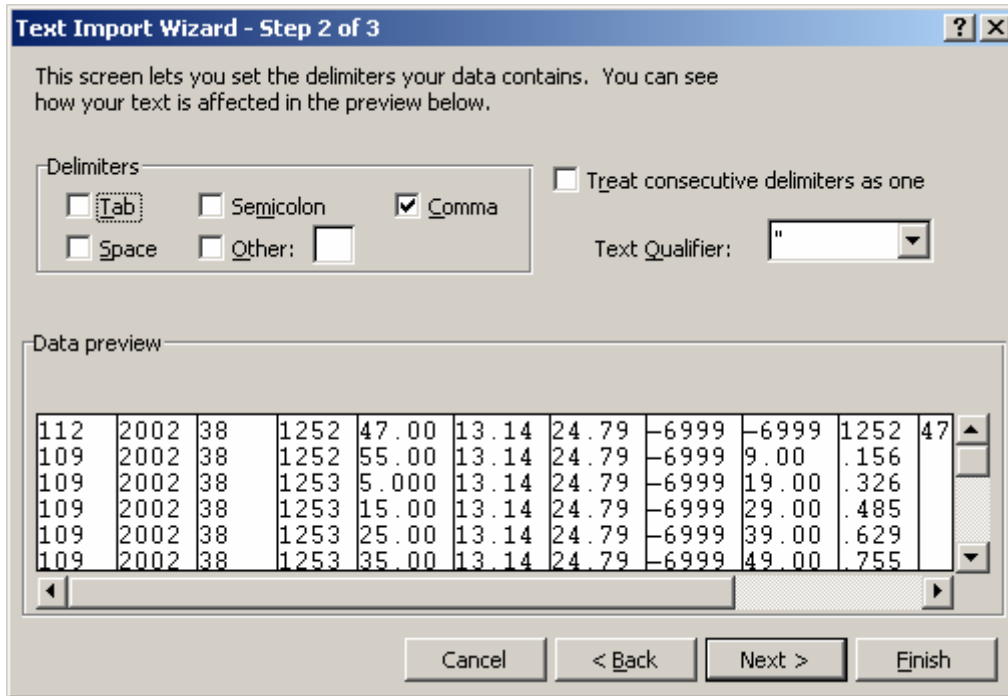 Text Import Wizard - Step 2 of 3
This screen lets you set the delimiters your data contains. You can see
how your text is affected in the preview below.
Delimiters
Tab Semicolon Comma
Space Other:
Treat consecutive delimiters as one
Text Qualifier: "
Data preview
112 2002 38 1252 47.00 13.14 24.79 -6999 -6999 1252 47
109 2002 38 1252 55.00 13.14 24.79 -6999 9.00 .156
109 2002 38 1253 5.000 13.14 24.79 -6999 19.00 .326
109 2002 38 1253 15.00 13.14 24.79 -6999 29.00 .485
109 2002 38 1253 25.00 13.14 24.79 -6999 39.00 .629
109 2002 38 1253 35.00 13.14 24.79 -6999 49.00 .755
Cancel < Back Next > Finish